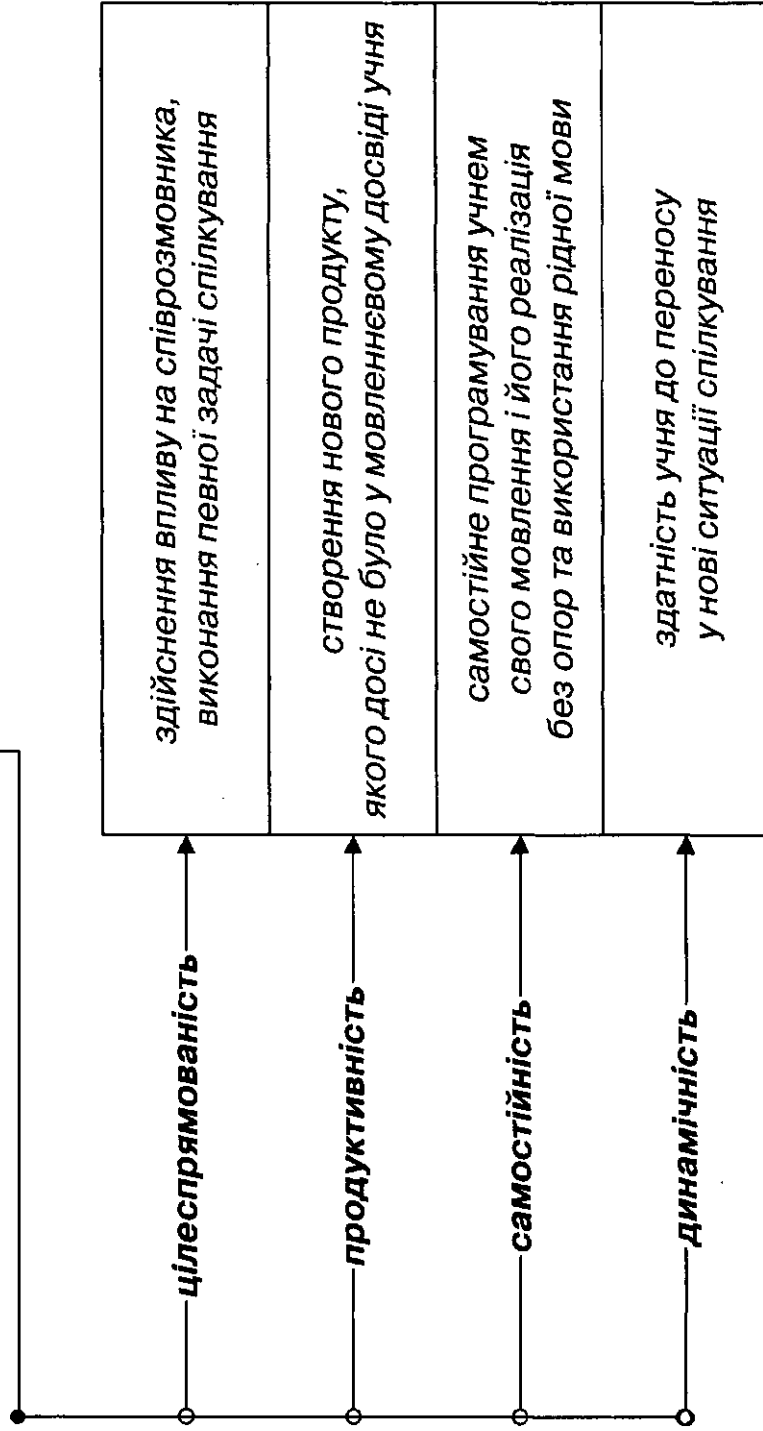 цілеспрямованість
здійснення впливу на співрозмовника,
виконання певної задачі спілкування
продуктивність
створення нового продукту,
якого досі не було у мовленнєвому досвіді учня
самостійність
самостійне програмування учнем
свого мовлення і його реалізація
без опор та використання рідної мови
динамічність
здатність учня до переносу
у нові ситуації спілкування